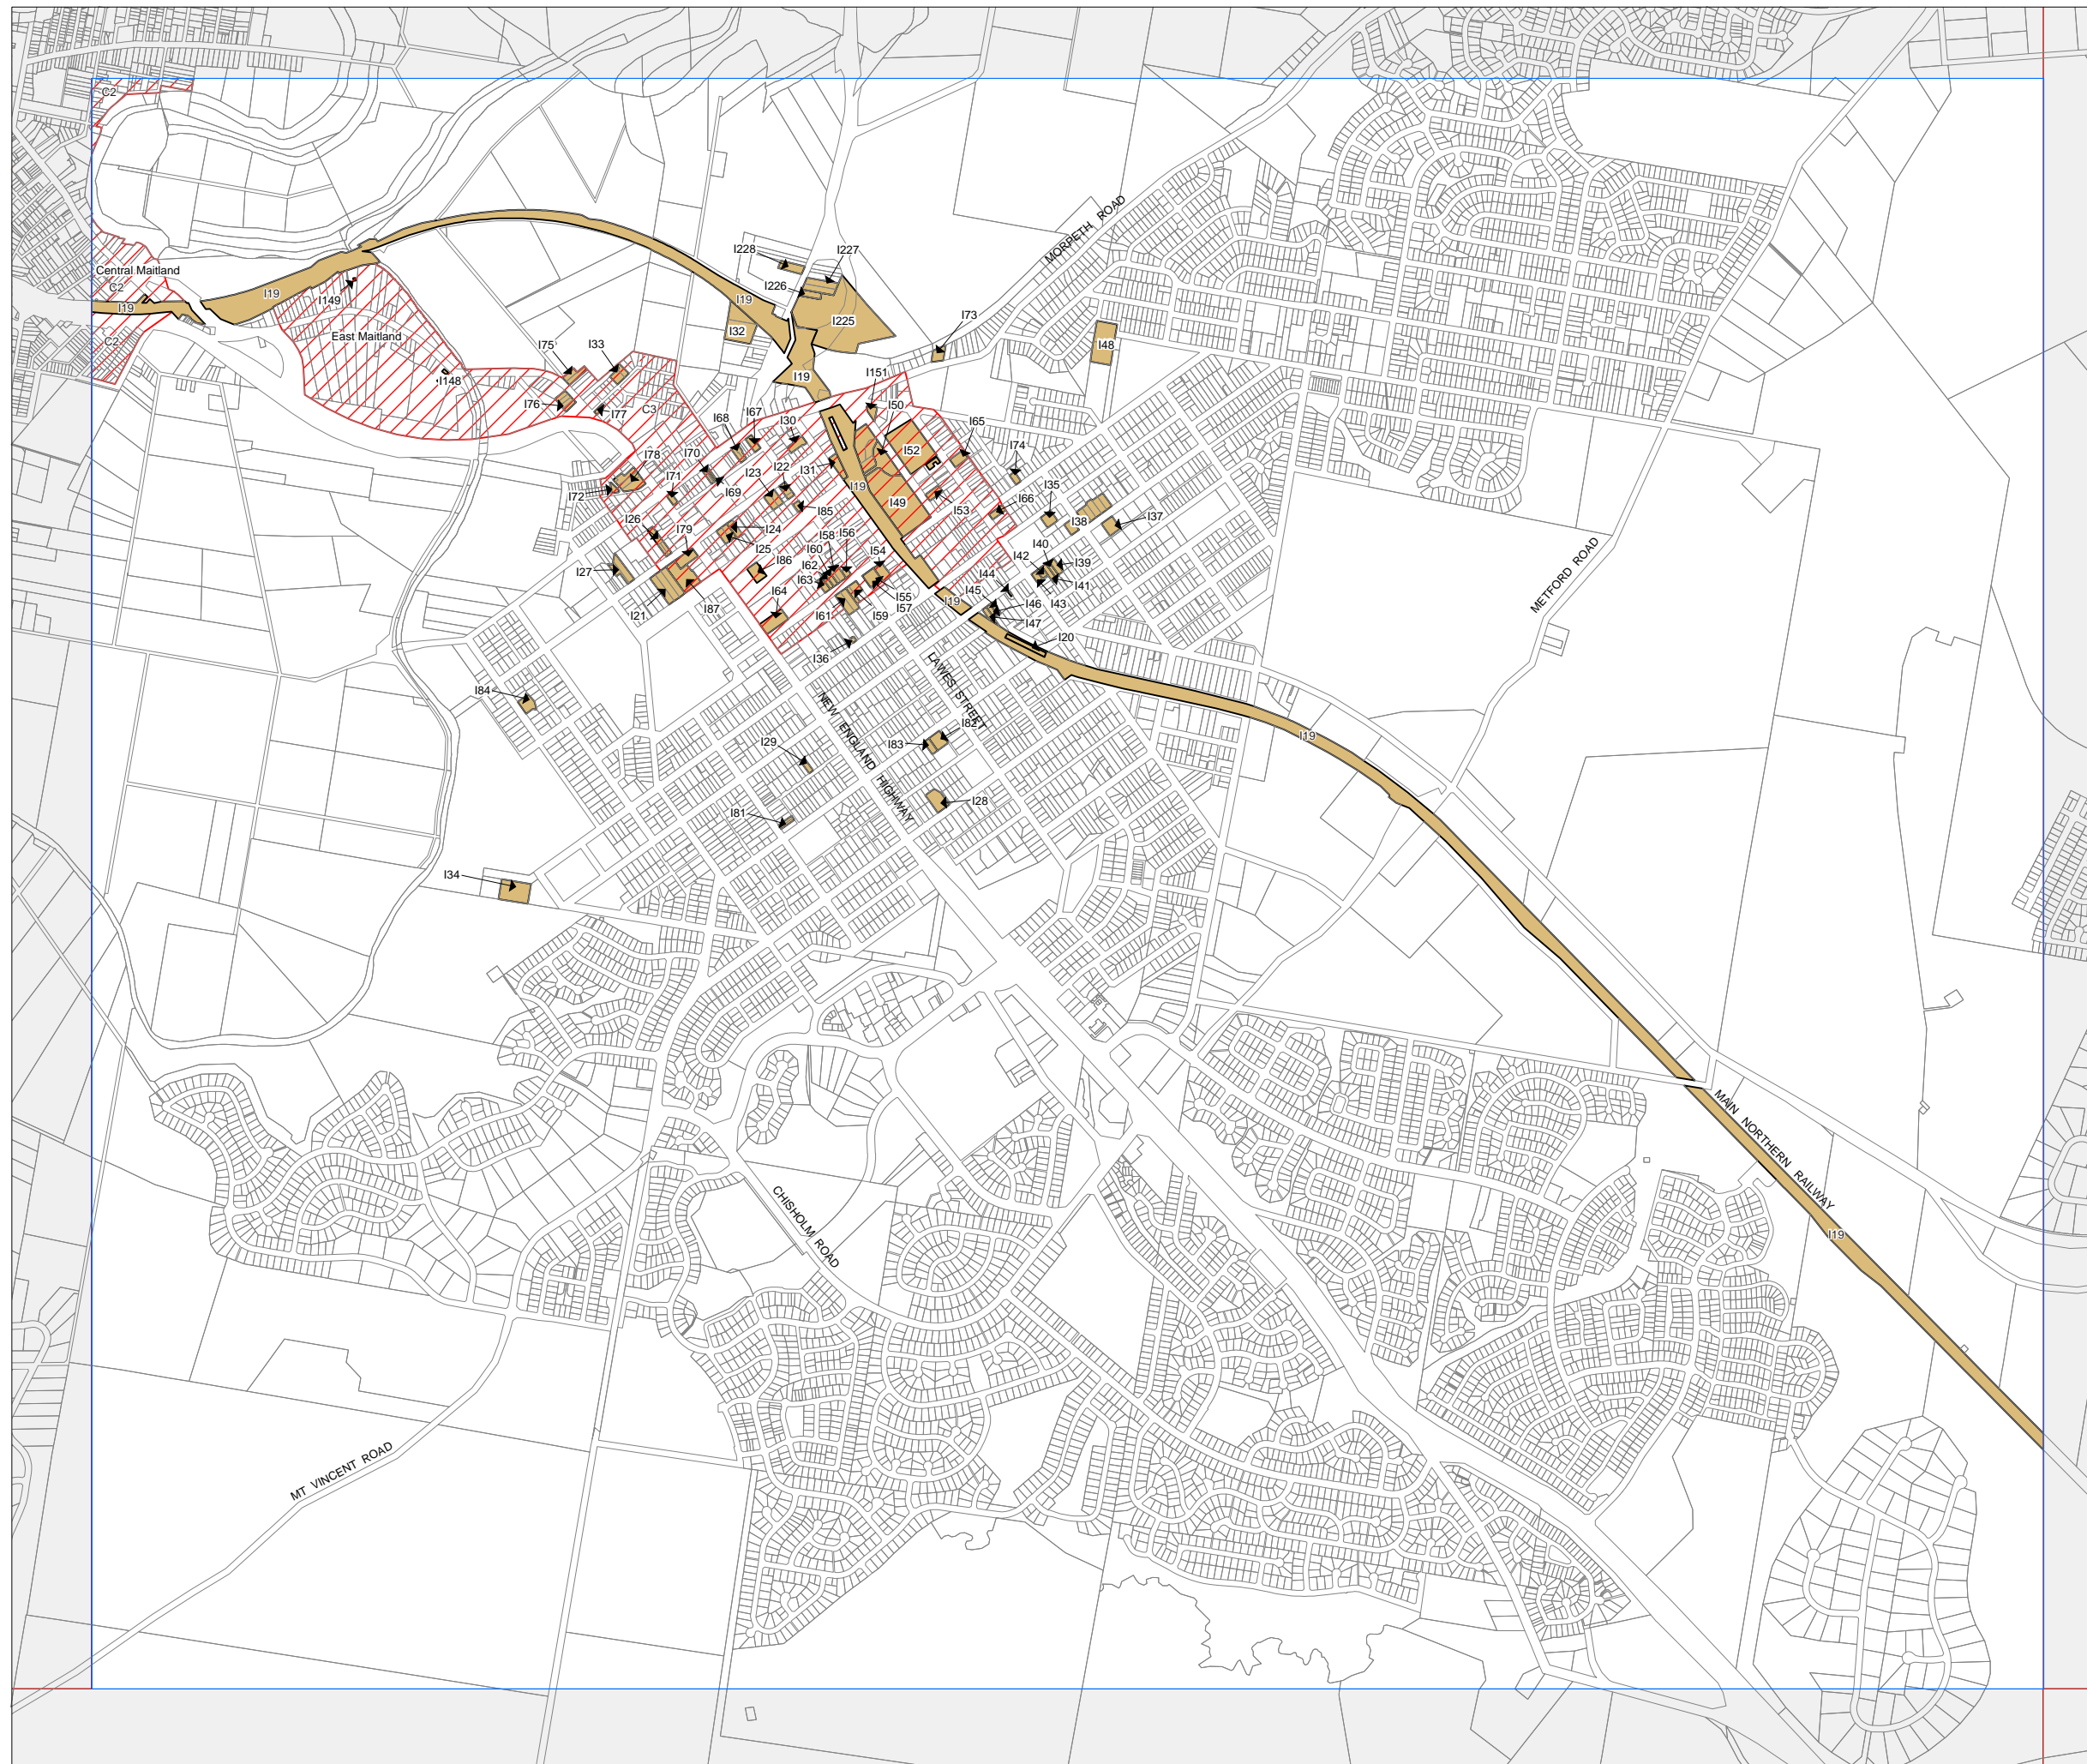 C2
MORPETH ROAD
I228
I227
Central Maitland
C2
I226
I19
I149
I19
I19
I225
I32
East Maitland
C2
I73
I75
I33
I48
I148
I19
I76
I77
C3
I151
I50
I67
I68
I30
I65
I52
I78
I70
I74
I31
I22
I23
I71
I72
I69
I19
I49
I85
I53
I66
I35
I26
I79
I24
I38
I37
I25
I58
I56
I60
I54
I40
I42
I39
I27
I86
I62
I63
I41
I44
I55
I45
I64
I21
I87
I61
I59
I57
I19
I46
I43
I47
I20
I36
METFORD ROAD
LAWES STREET
I84
NEW ENGLAND HIGHWAY
I82
I83
I19
I29
I28
I81
I34
MAIN NORTHERN RAILWAY
CHISHOLM ROAD
I19
MT VINCENT ROAD